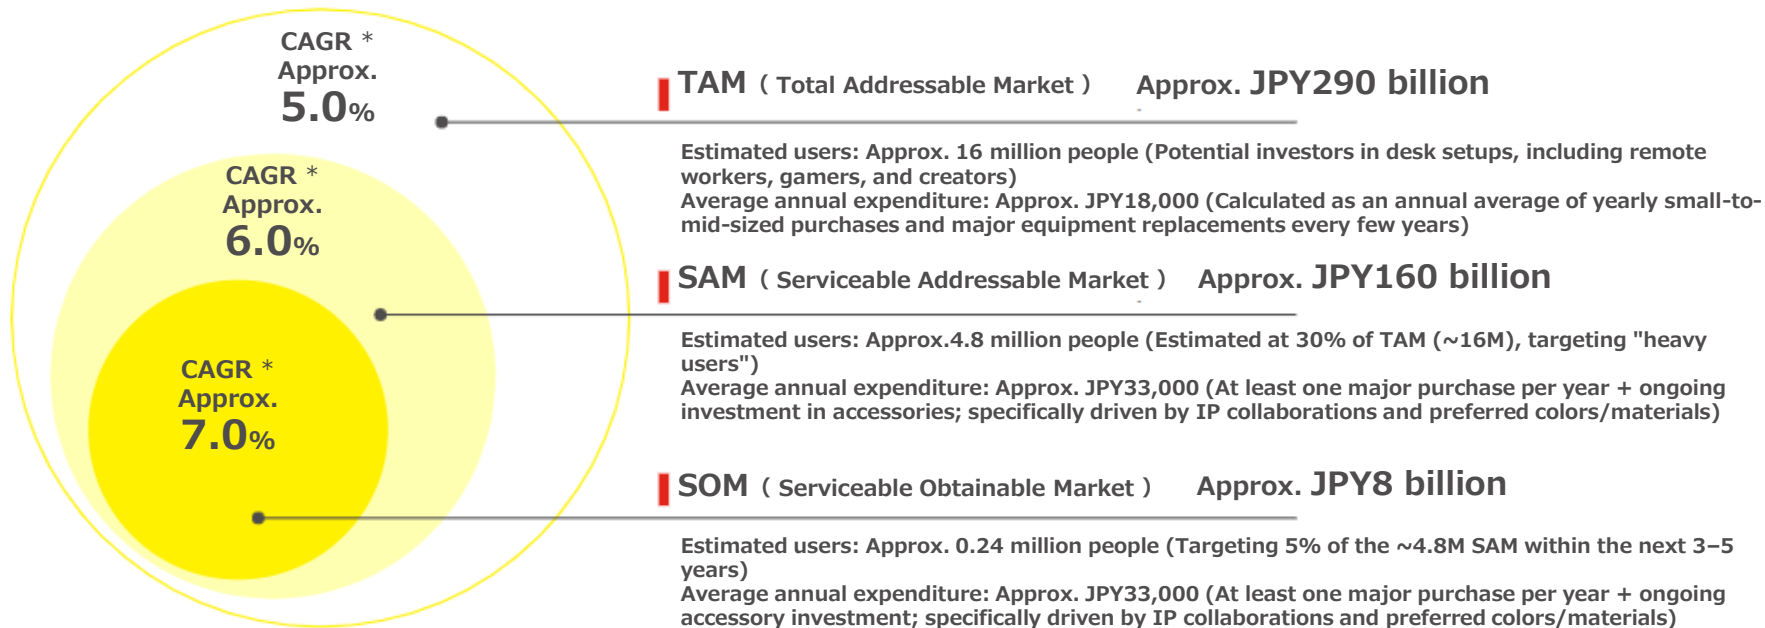 CAGR *
Approx.
5.0%
CAGR *
Approx.
6.0%
CAGR *
Approx.
7.0%
TAM ( Total Addressable Market ) Approx. JPY290 billion
Estimated users: Approx. 16 million people (Potential investors in desk setups, including remote
workers, gamers, and creators)
Average annual expenditure: Approx. JPY18,000 (Calculated as an annual average of yearly small-to-
mid-sized purchases and major equipment replacements every few years)
SAM ( Serviceable Addressable Market ) Approx. JPY160 billion
Estimated users: Approx.4.8 million people (Estimated at 30% of TAM (~16M), targeting "heavy
users")
Average annual expenditure: Approx. JPY33,000 (At least one major purchase per year + ongoing
investment in accessories; specifically driven by IP collaborations and preferred colors/materials)
SOM ( Serviceable Obtainable Market ) Approx. JPY8 billion
Estimated users: Approx. 0.24 million people (Targeting 5% of the ~4.8M SAM within the next 3–5
years)
Average annual expenditure: Approx. JPY33,000 (At least one major purchase per year + ongoing
accessory investment; specifically driven by IP collaborations and preferred colors/materials)